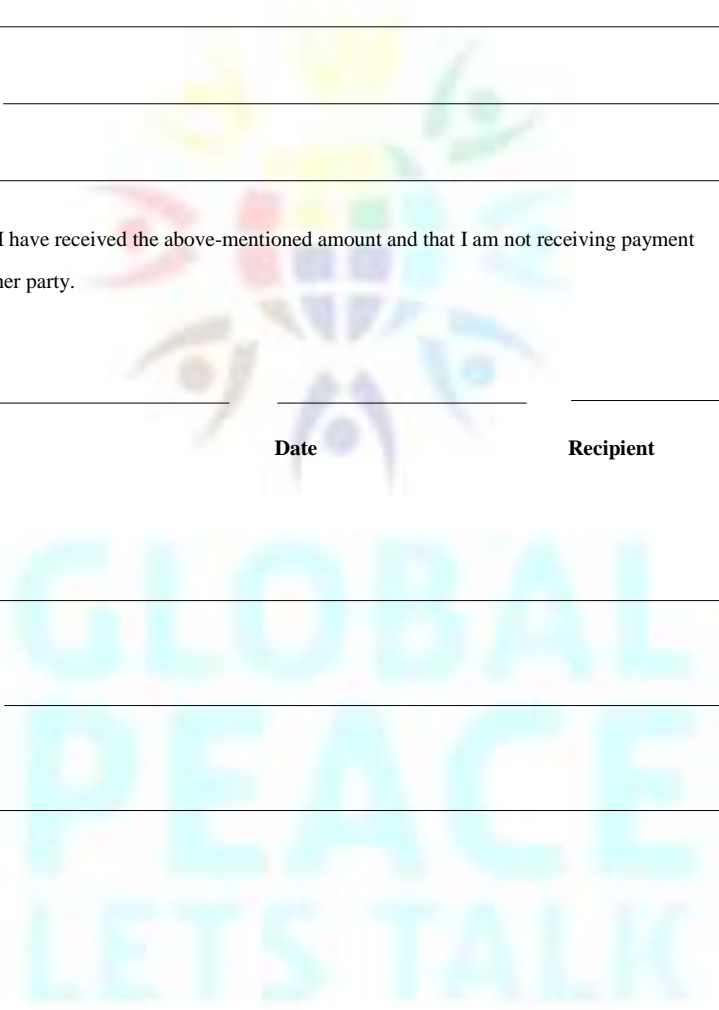 I have received the above-mentioned amount and that I am not receiving payment
her party.
Date Recipient
GLOBAL
PEACE
LETS TALK